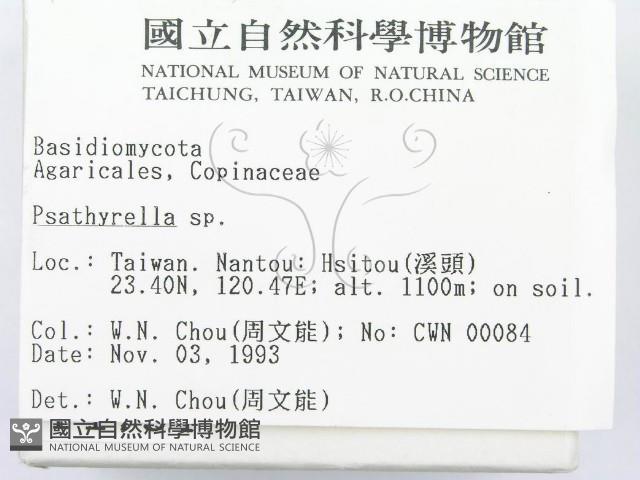 國立自然科學博物館
NATIONAL MUSEUM OF NATURAL SCIENCE
TAICHUNG, TAIWAN, R.O.CHINA
Basidiomycota
Agaricales, Copinaceae
Psathyrella sp.
Loc.: Taiwan. Nantou: Hsitou(溪頭)
23.40N, 120.47E; alt. 1100m; on soil.
Col.: W.N. Chou(周文能); No: CWN 00084
Date: Nov. 03, 1993
Det.: W.N. Chou(周文能)
國立自然科學博物館
NATIONAL MUSEUM OF NATURAL SCIENCE